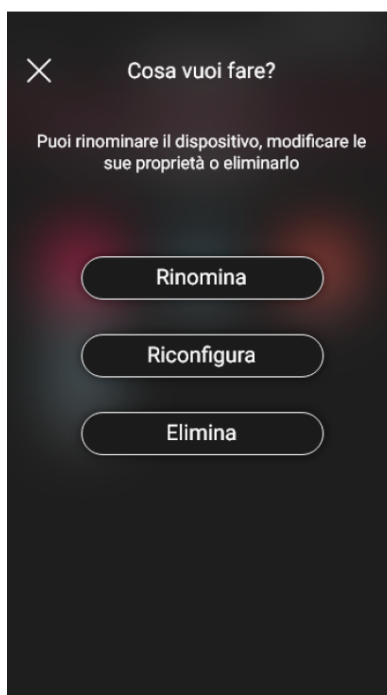 Cosa vuoi fare?
Puoi rinominare il dispositivo, modificare le
sue proprietà o eliminarlo
Rinomina
Riconfigura
Elimina